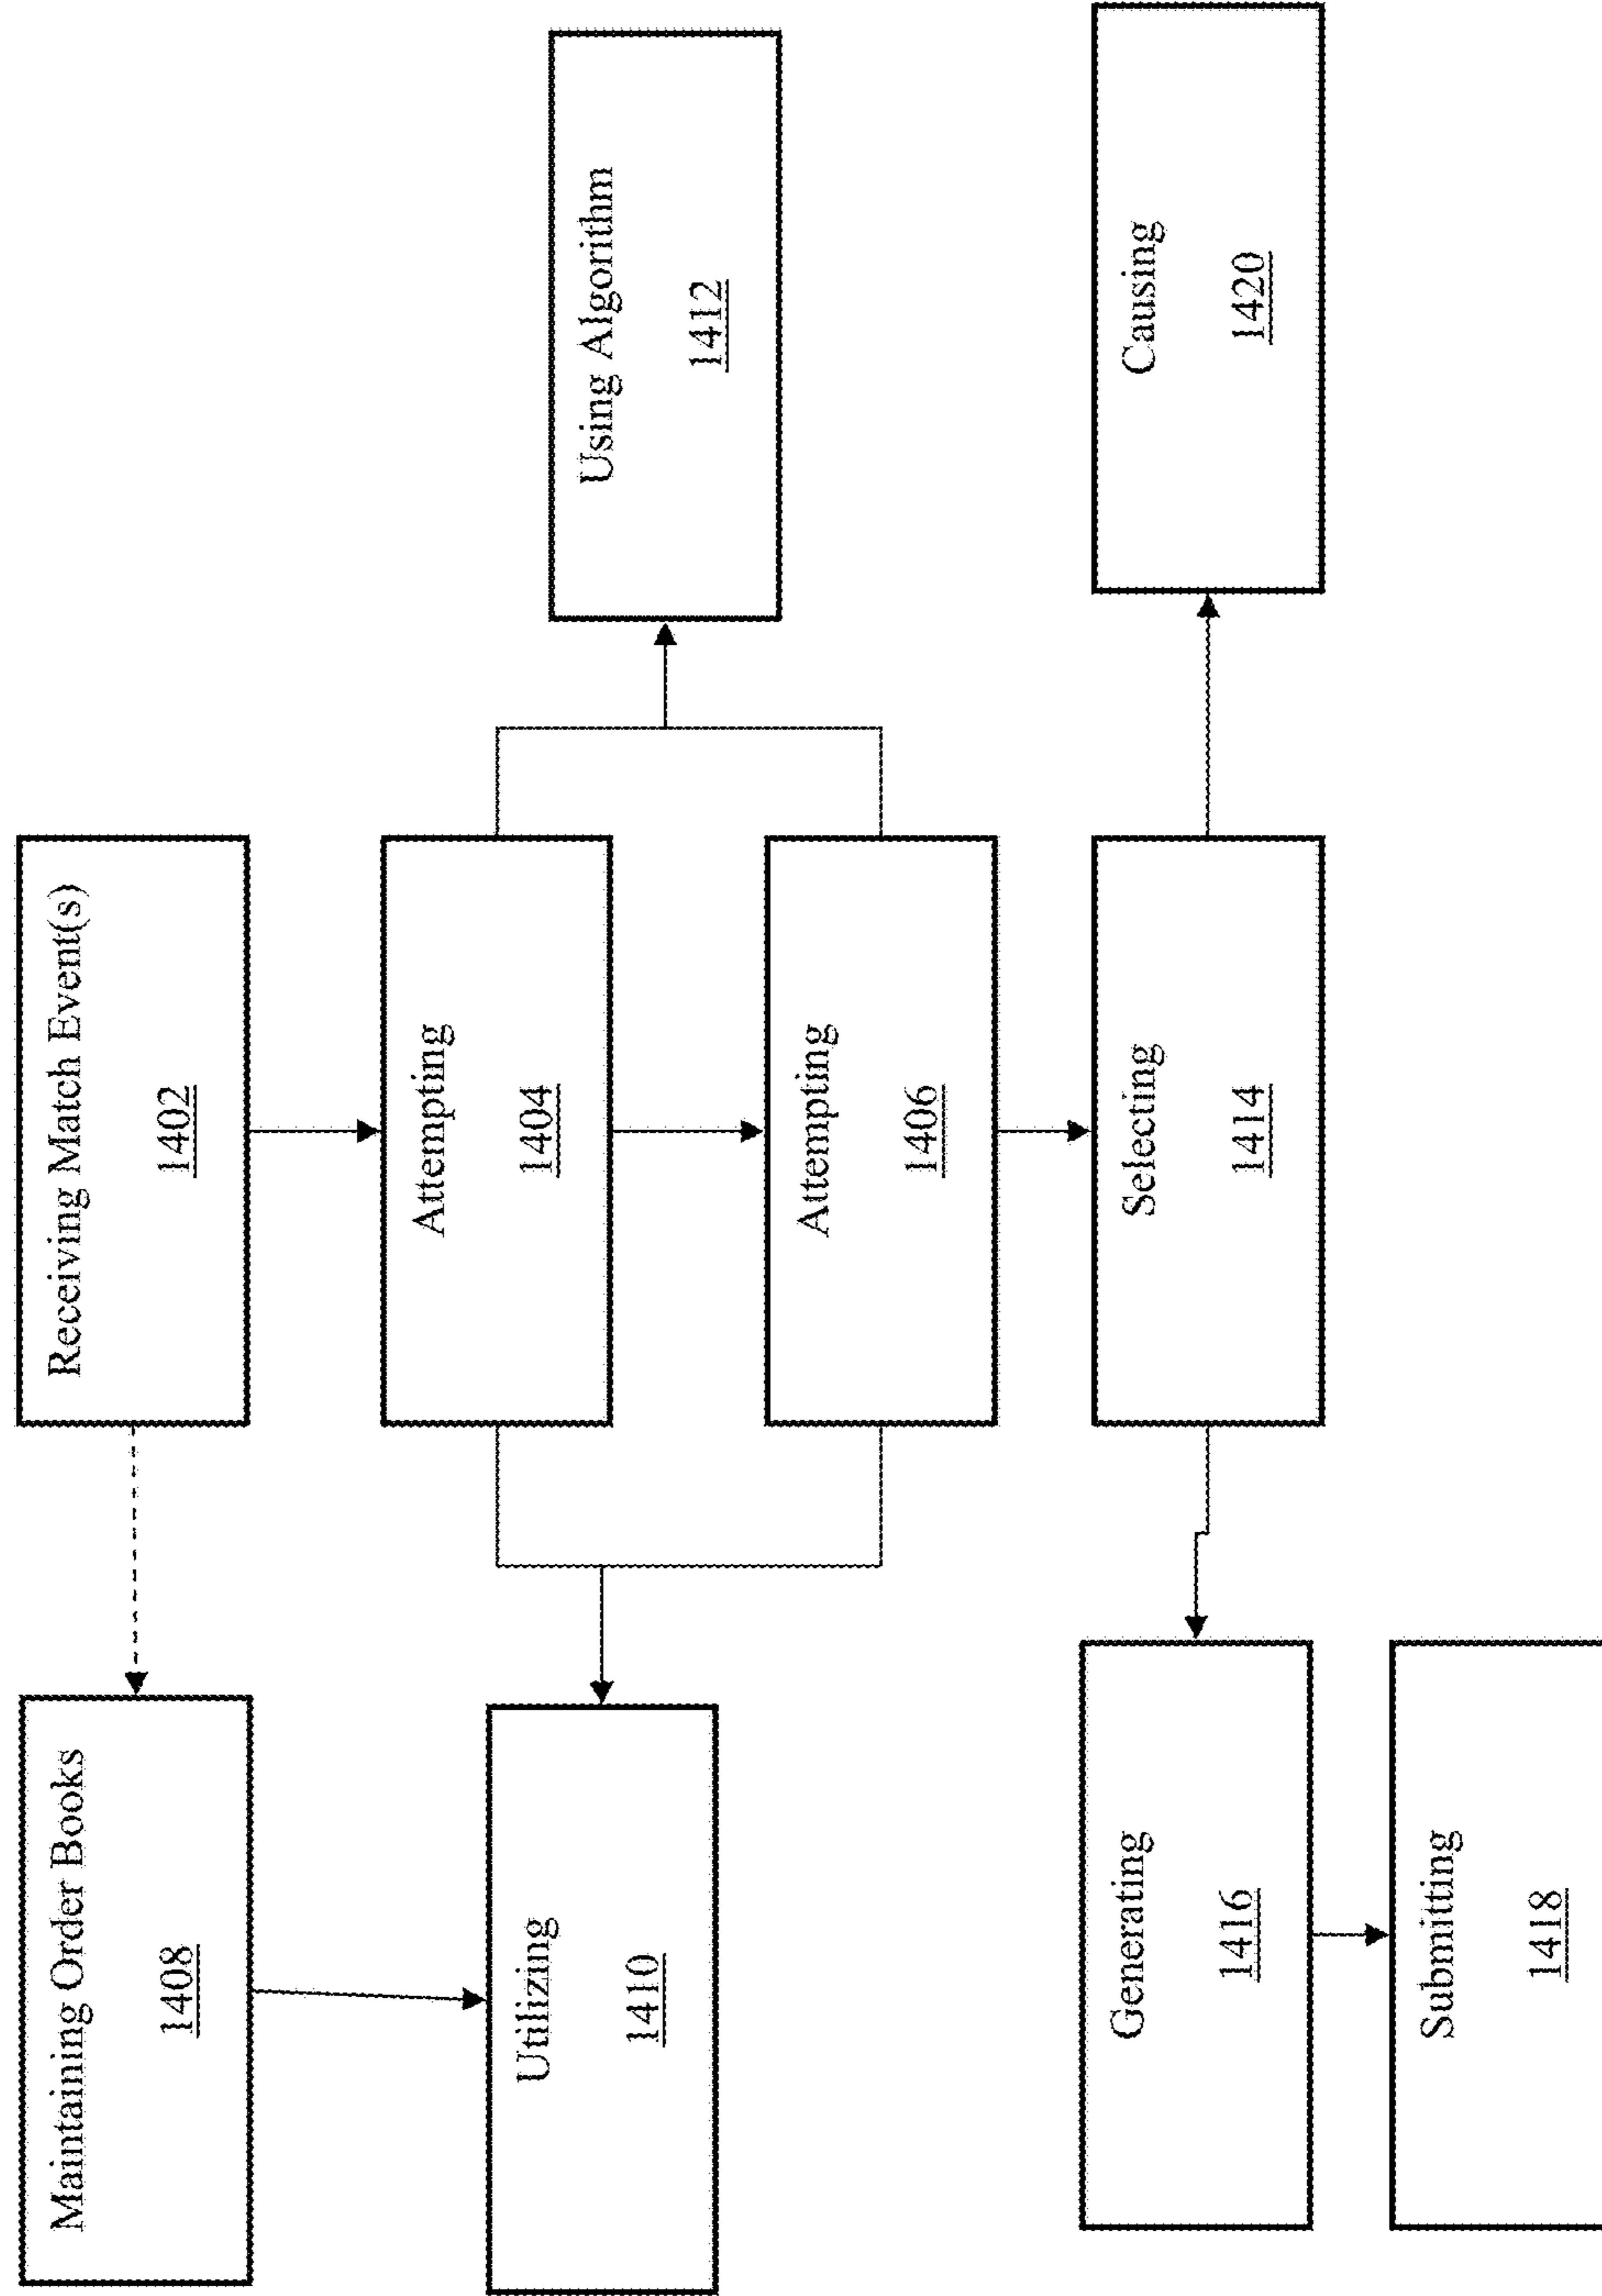 Maintaining Order Books
1408
Receiving Match Event(s)
1402
Utilizing
1410
Attempting
1404
Using Algorithm
1412
Attempting
1406
Generating
1416
Selecting
1414
Causing
1420
Submitting
1418